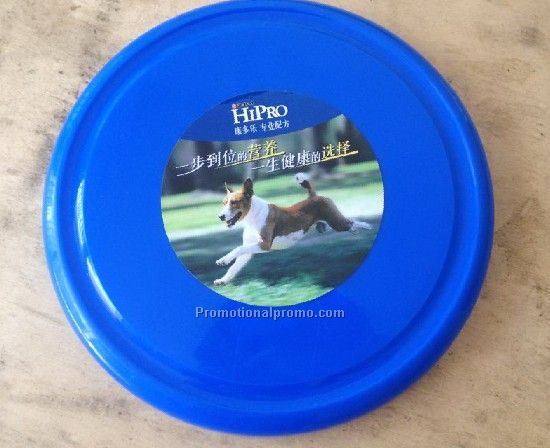 PURINA
HIPRO
康多乐 专业配方
一步到位的营养
一生健康的选择
Promotionalpromo.com